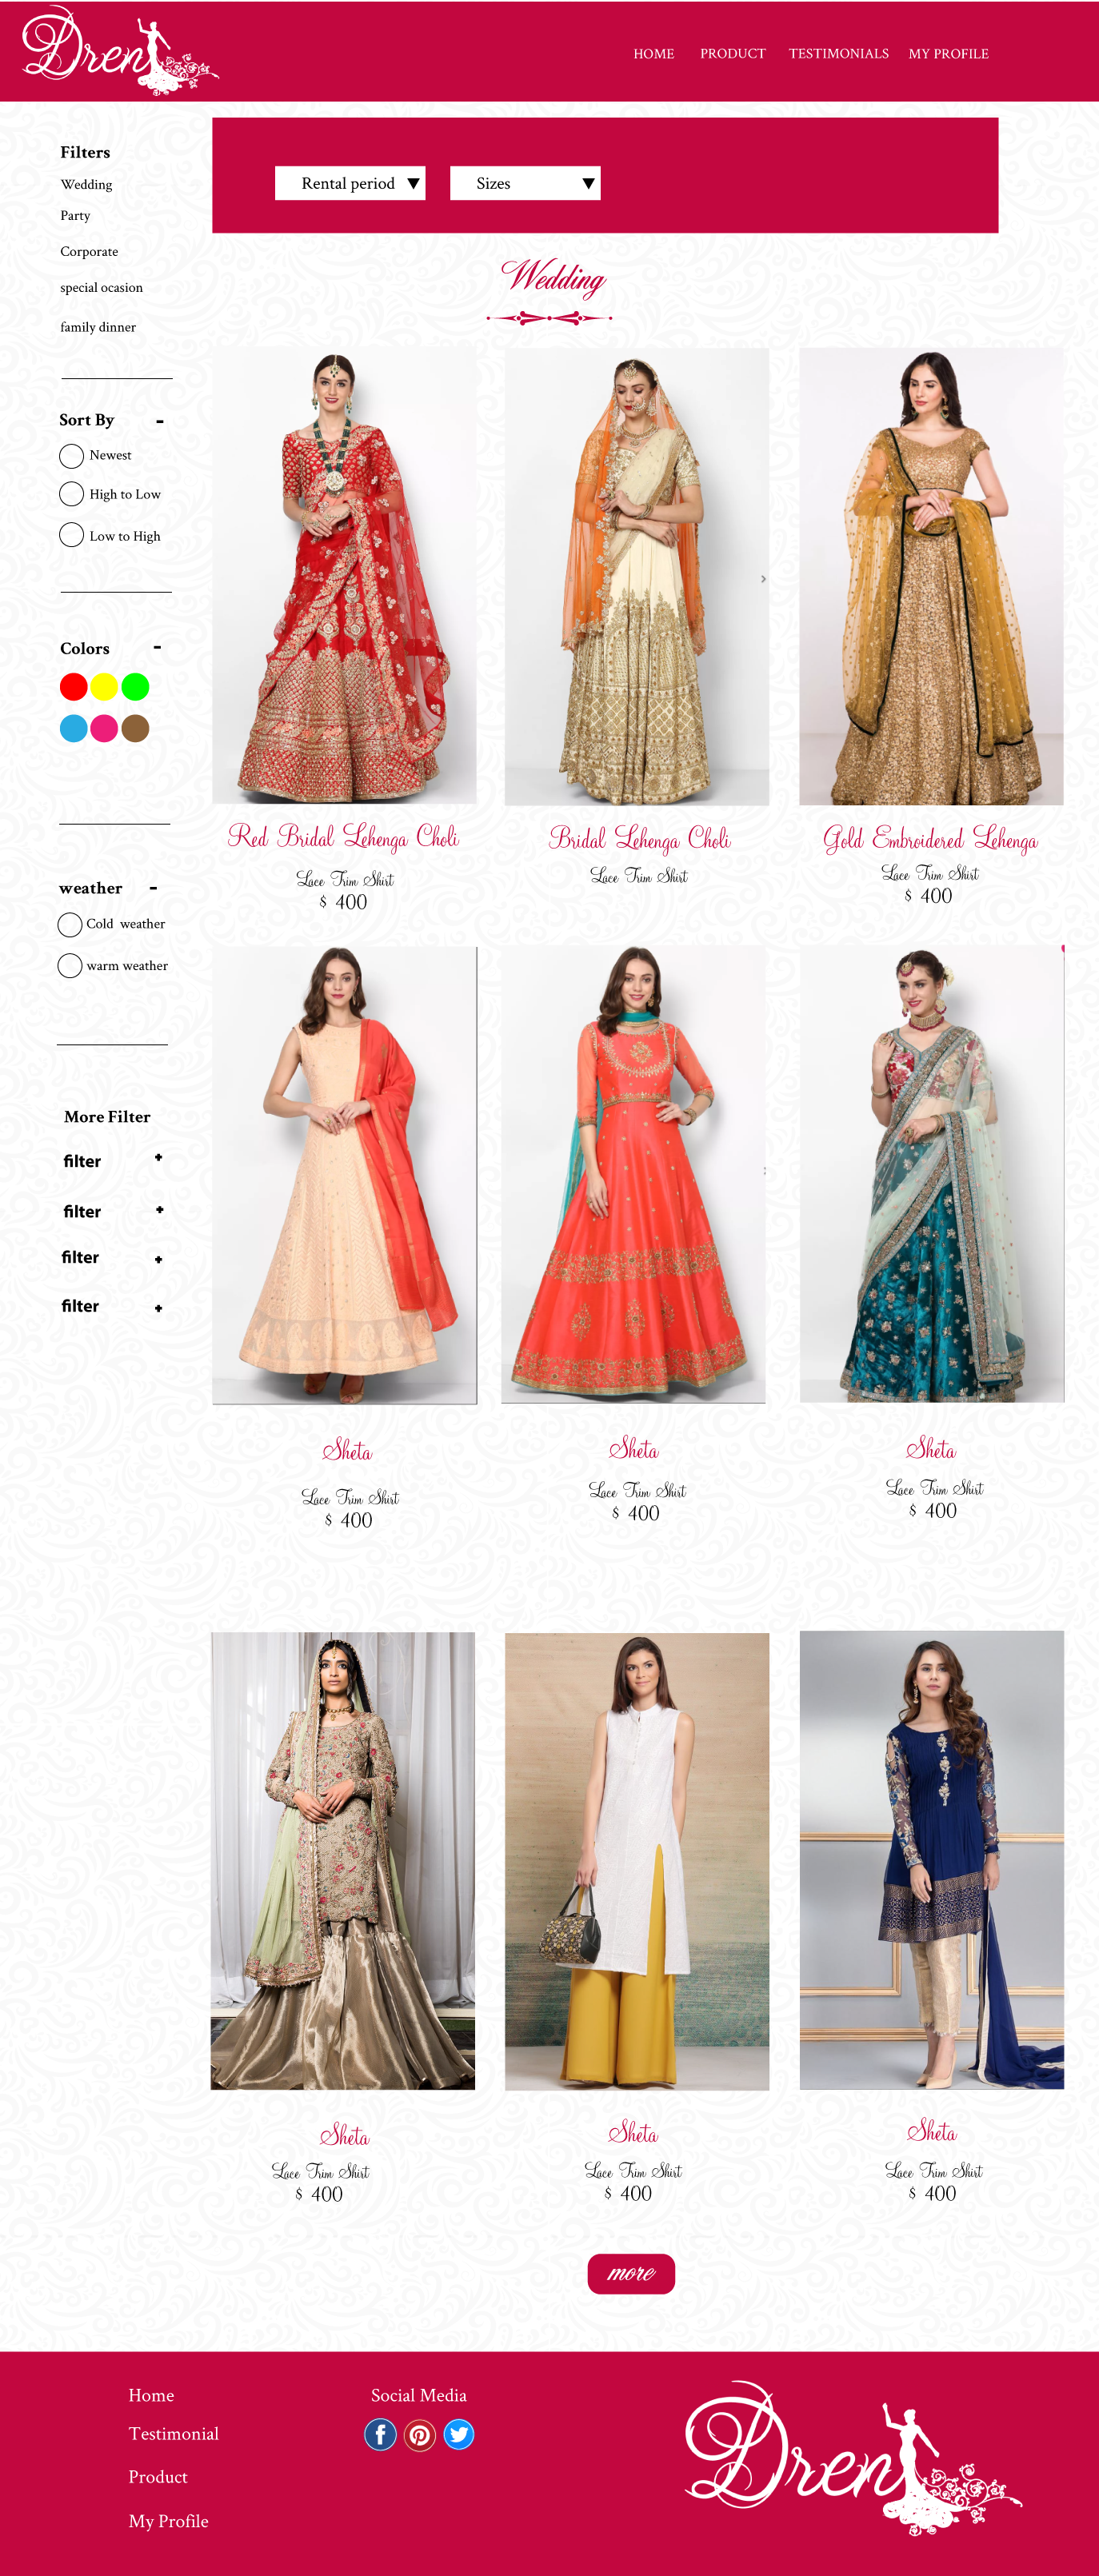 Drent
HOME PRODUCT TESTIMONIALS MY PROFILE
Filters
Wedding
Party
Corporate
special ocasion
family dinner
Sort By -
Newest
High to Low
Low to High
Colors -
weather -
Cold weather
warm weather
More Filter
filter +
filter +
filter +
filter +
Rental period ▼ Sizes ▼
Wedding
Red Bridal Lehenga Choli
Lace Trim Shirt
$ 400
Bridal Lehenga Choli
Lace Trim Shirt
Gold Embroidered Lehenga
Lace Trim Shirt
$ 400
Sheta
Lace Trim Shirt
$ 400
Sheta
Lace Trim Shirt
$ 400
Sheta
Lace Trim Shirt
$ 400
Sheta
Lace Trim Shirt
$ 400
Sheta
Lace Trim Shirt
$ 400
Sheta
Lace Trim Shirt
$ 400
more
Home
Testimonial
Product
My Profile
Social Media
Drent